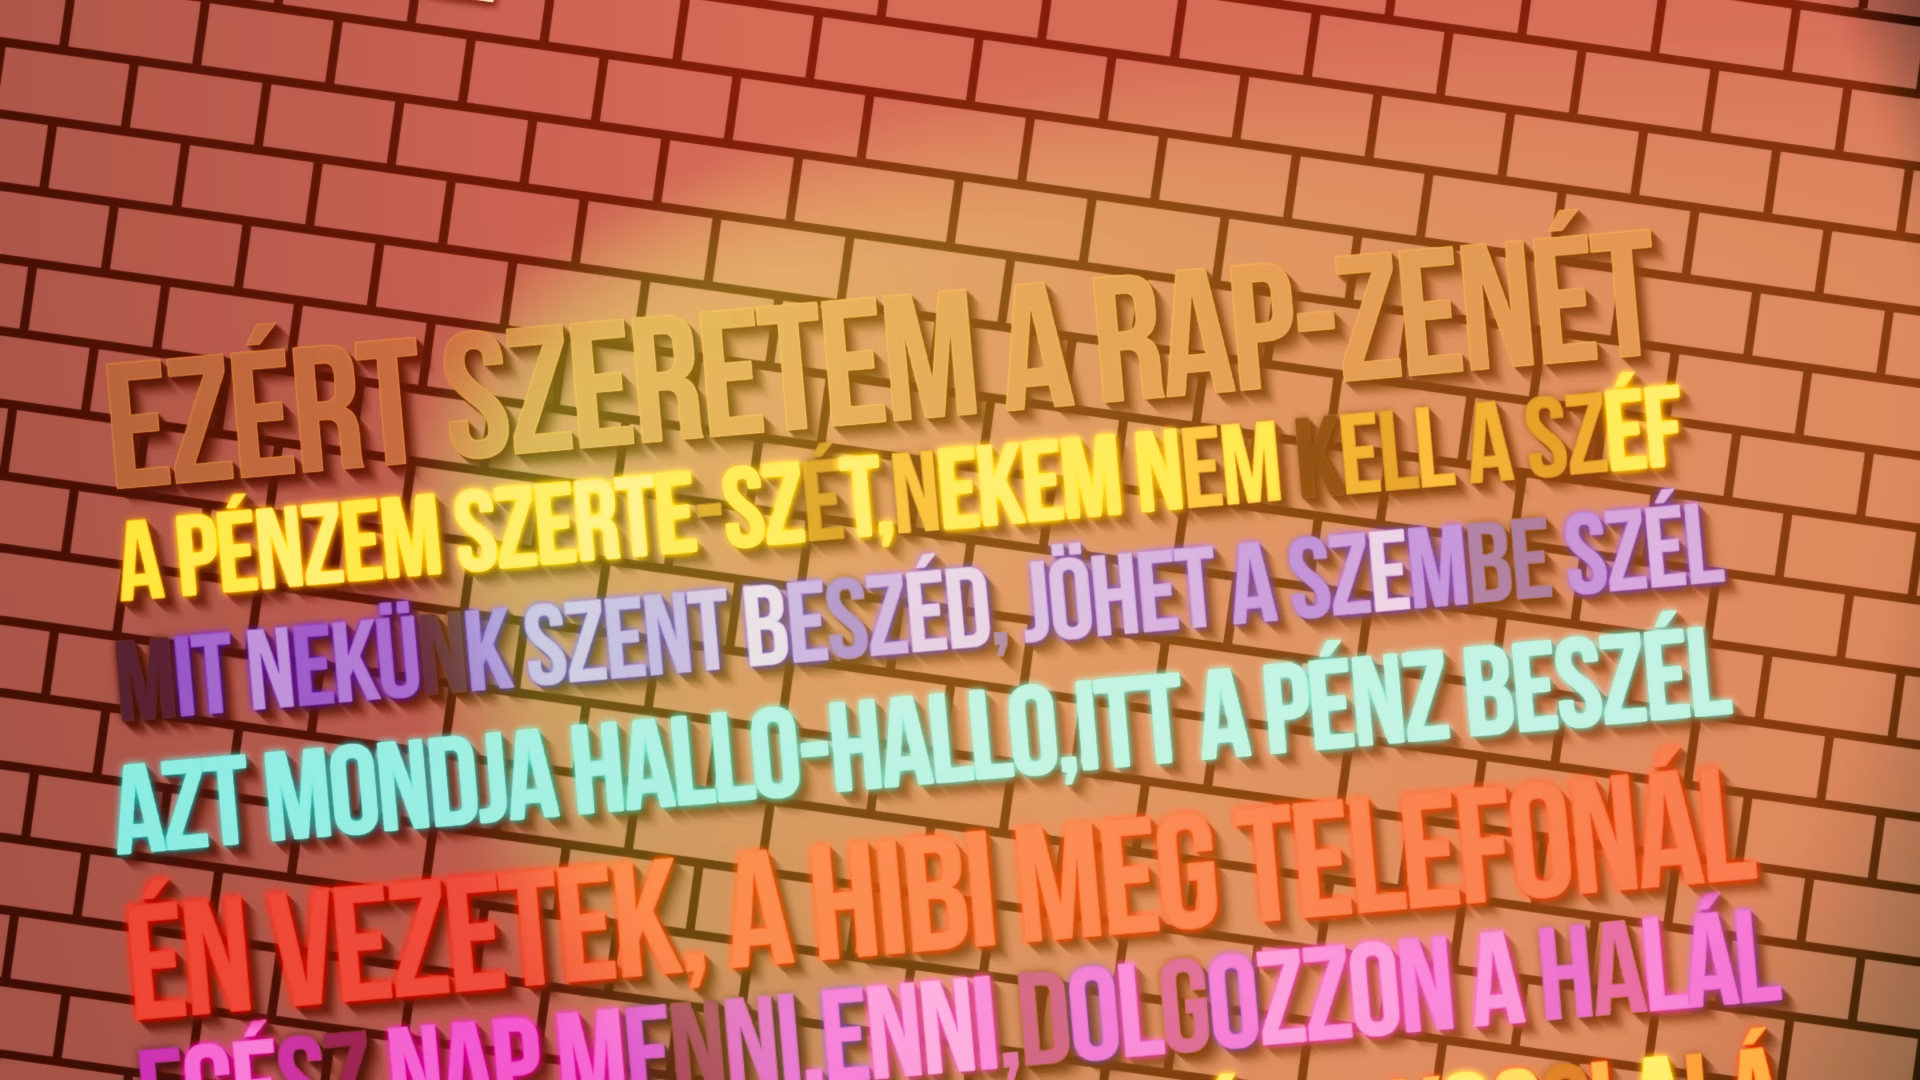 EZÉRT SZERETEM A RAP-ZENÉT
A PÉNZEM SZERTE-SZÉT,NEKEM NEM KELL A SZÉF
MIT NEKÜNK SZENT BESZÉD, JÖHET A SZEMBE SZÉL
AZT MONDJA HALLO-HALLO,ITT A PÉNZ BESZÉL
ÉN VEZETEK, A HIBI MEG TELEFONÁL
EGÉSZ NAP MENNI,ENNI,DOLGOZZON A HALÁL